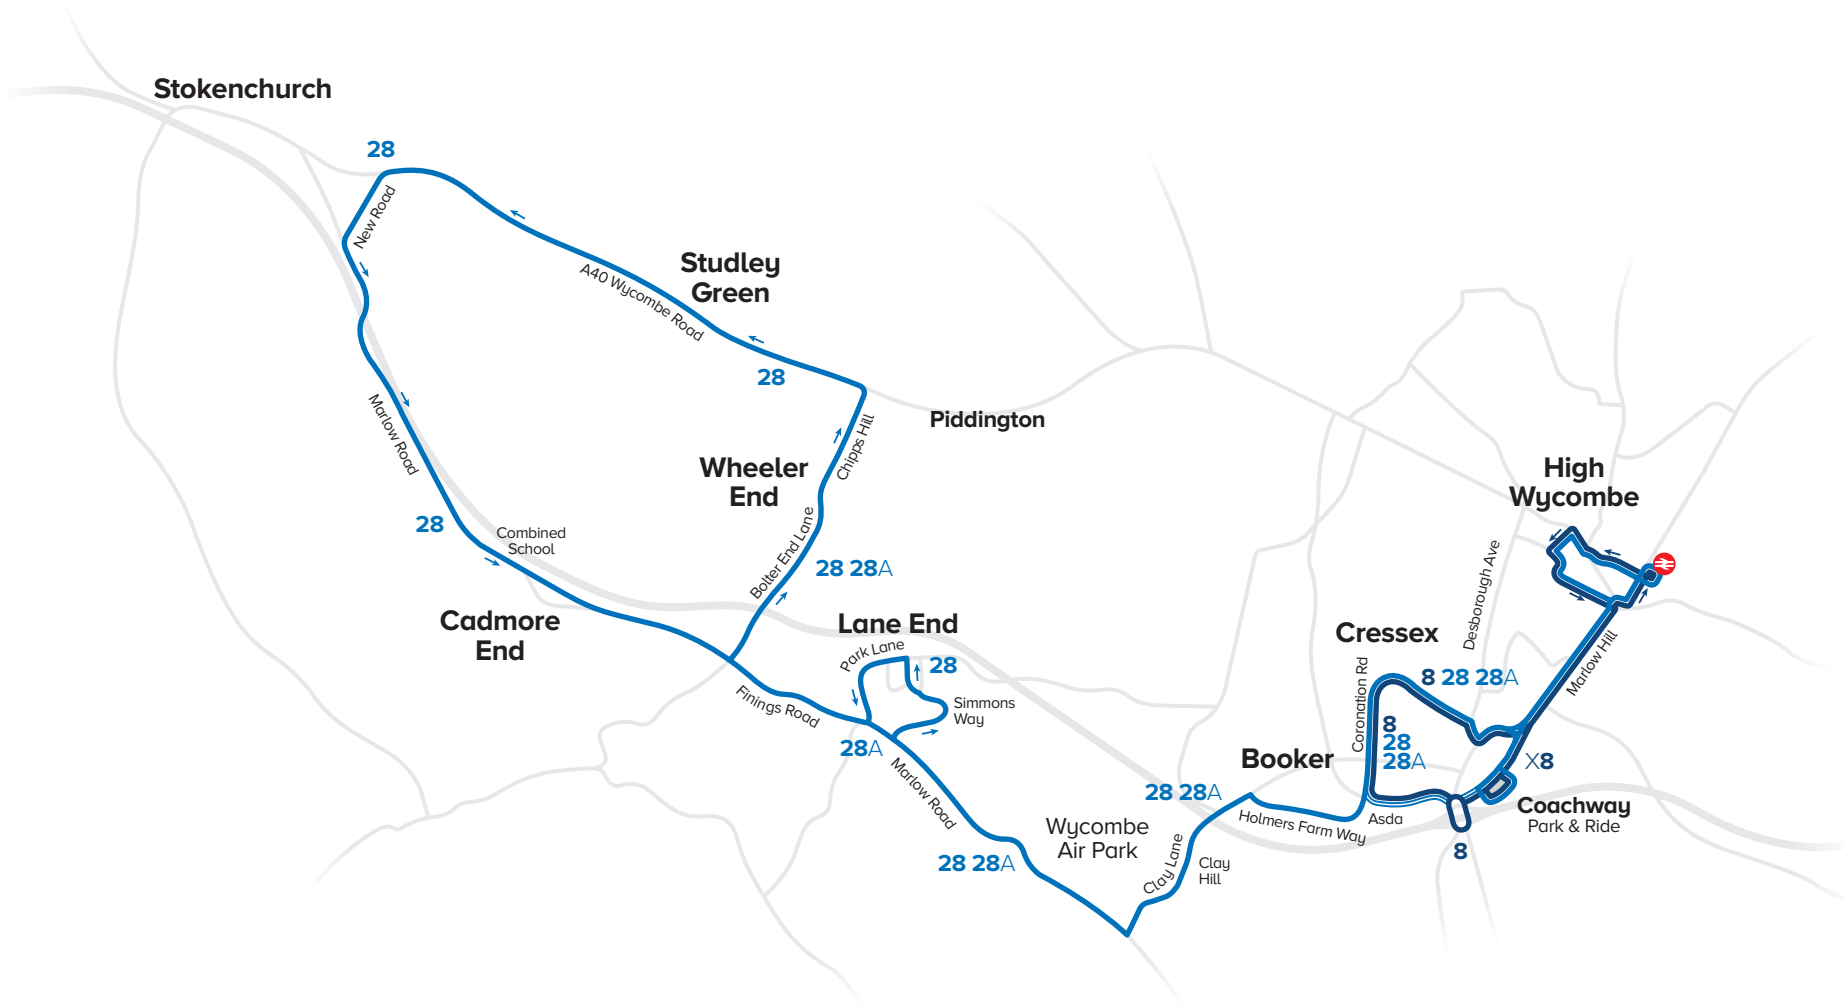 Stokenchurch
28
New Road
A40 Wycombe Road
Studley
Green
28
Piddington
Marlow Road
Chipps Hill
Wheeler
End
High
Wycombe
28
Combined
School
Bolter End Lane
28 28A
Desborough Ave
Cadmore
End
Lane End
Park Lane
28
Simmons
Way
Finings Road
28A
Marlow Road
28 28A
Wycombe
Air Park
Clay Lane
Clay
Hill
28 28A
Booker
Holmers Farm Way
Asda
Cressex
Coronation Rd
8 28 28A
8
28
28A
Marlow Hill
X8
Coachway
Park & Ride
8